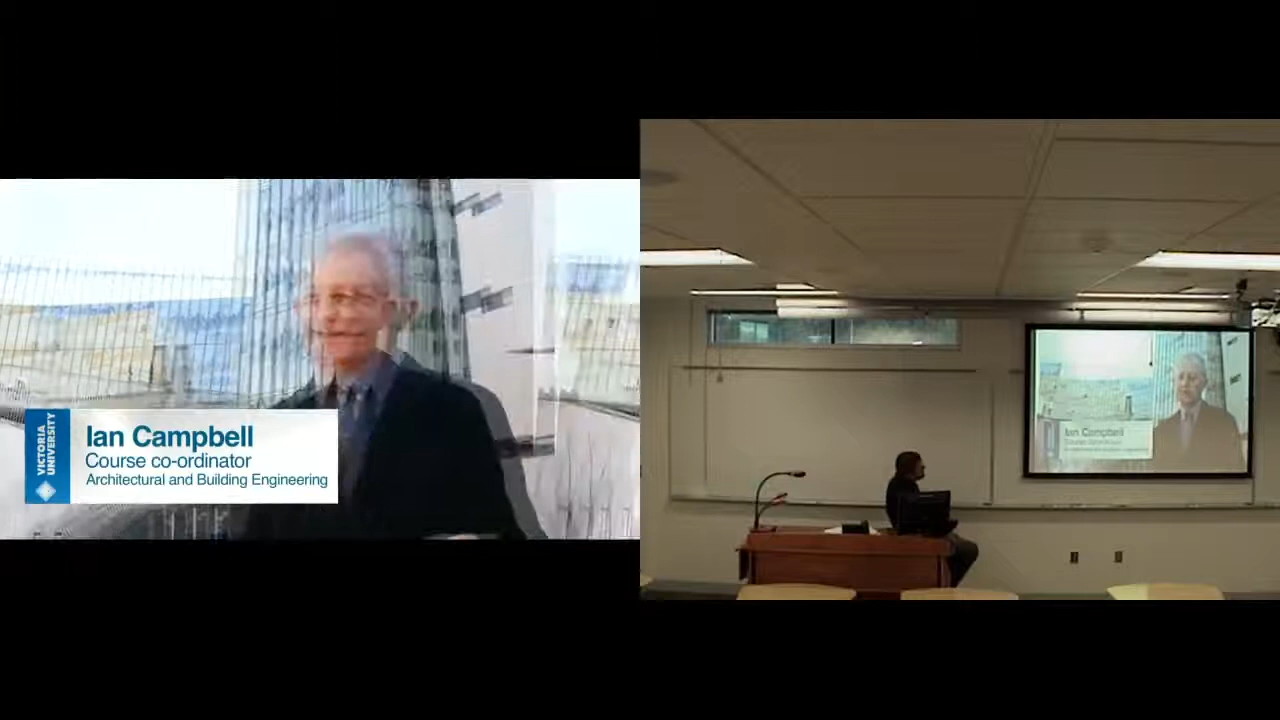 VICTORIA
UNIVERSITY
Ian Campbell
Course co-ordinator
Architectural and Building Engineering
Ian Campbell